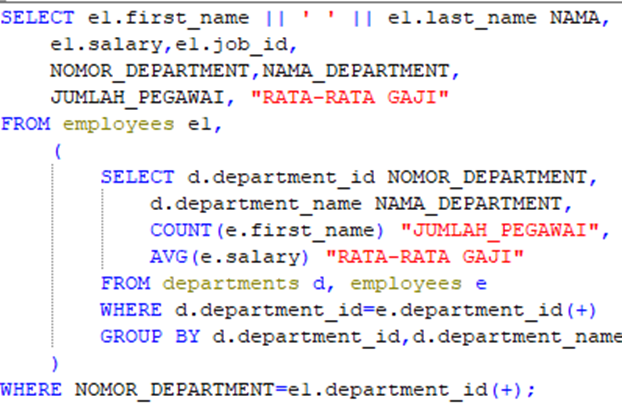 SELECT e1.first_name || ' ' || e1.last_name NAMA,
e1.salary,e1.job_id,
NOMOR_DEPARTMENT,NAMA_DEPARTMENT,
JUMLAH_PEGAWAI, "RATA-RATA GAJI"
FROM employees e1,
(
SELECT d.department_id NOMOR_DEPARTMENT,
d.department_name NAMA_DEPARTMENT,
COUNT(e.first_name) "JUMLAH_PEGAWAI",
AVG(e.salary) "RATA-RATA GAJI"
FROM departments d, employees e
WHERE d.department_id=e.department_id(+)
GROUP BY d.department_id,d.department_name
)
WHERE NOMOR_DEPARTMENT=e1.department_id(+);